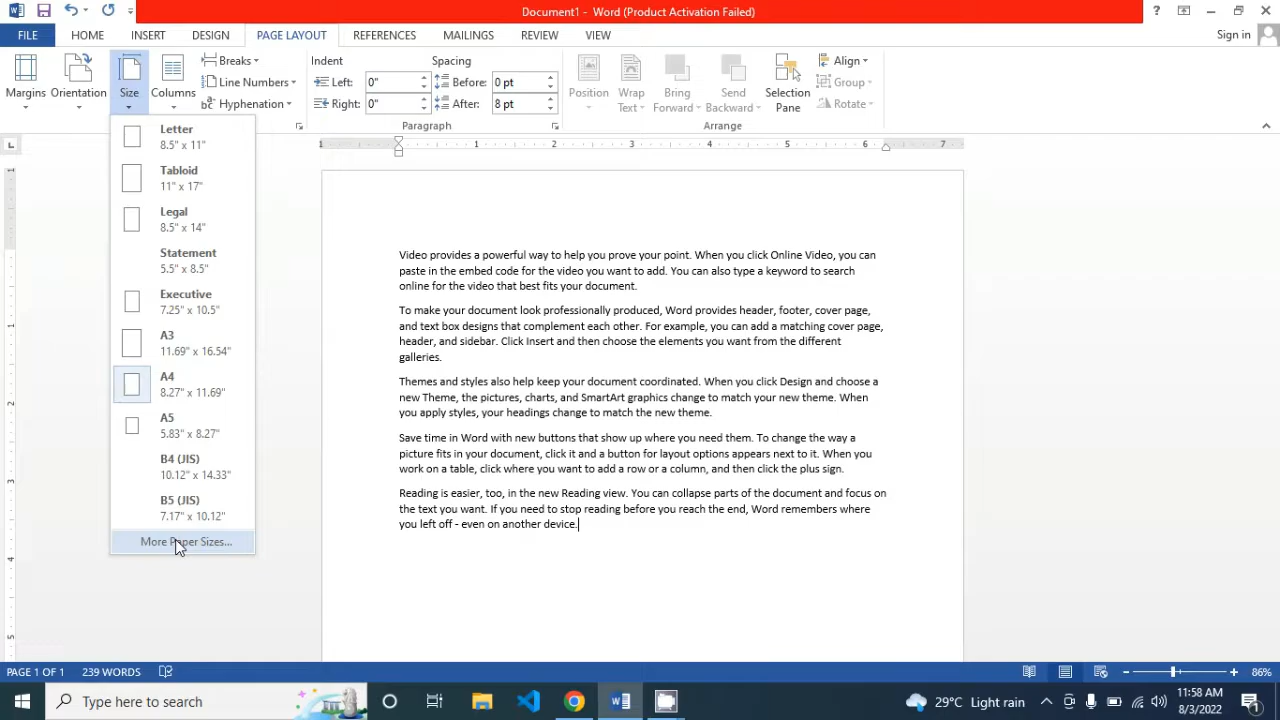 Document1 - Word (Product Activation Failed)
?
FILE
HOME
INSERT
DESIGN
PAGE LAYOUT
REFERENCES
MAILINGS
REVIEW
VIEW
Sign in
Margins
Orientation
Size
Columns
Breaks
Line Numbers
Hyphenation
Indent
Left: 0"
Right: 0"
Spacing
Before: 0 pt
After: 8 pt
Paragraph
Position
Wrap
Text
Bring
Forward
Send
Backward
Selection
Pane
Align
Group
Rotate
Arrange
Letter
8.5" x 11"
Tabloid
11" x 17"
Legal
8.5" x 14"
Statement
5.5" x 8.5"
Executive
7.25" x 10.5"
A3
11.69" x 16.54"
A4
8.27" x 11.69"
A5
5.83" x 8.27"
B4 (JIS)
10.12" x 14.33"
B5 (JIS)
7.17" x 10.12"
More Paper Sizes...
1 1 2 3 4 5 6 7
1
1
2
3
4
5
Video provides a powerful way to help you prove your point. When you click Online Video, you can
paste in the embed code for the video you want to add. You can also type a keyword to search
online for the video that best fits your document.
To make your document look professionally produced, Word provides header, footer, cover page,
and text box designs that complement each other. For example, you can add a matching cover page,
header, and sidebar. Click Insert and then choose the elements you want from the different
galleries.
Themes and styles also help keep your document coordinated. When you click Design and choose a
new Theme, the pictures, charts, and SmartArt graphics change to match your new theme. When
you apply styles, your headings change to match the new theme.
Save time in Word with new buttons that show up where you need them. To change the way a
picture fits in your document, click it and a button for layout options appears next to it. When you
work on a table, click where you want to add a row or a column, and then click the plus sign.
Reading is easier, too, in the new Reading view. You can collapse parts of the document and focus on
the text you want. If you need to stop reading before you reach the end, Word remembers where
you left off - even on another device.
PAGE 1 OF 1
239 WORDS
86%
Type here to search
29°C Light rain
11:58 AM
8/3/2022
1